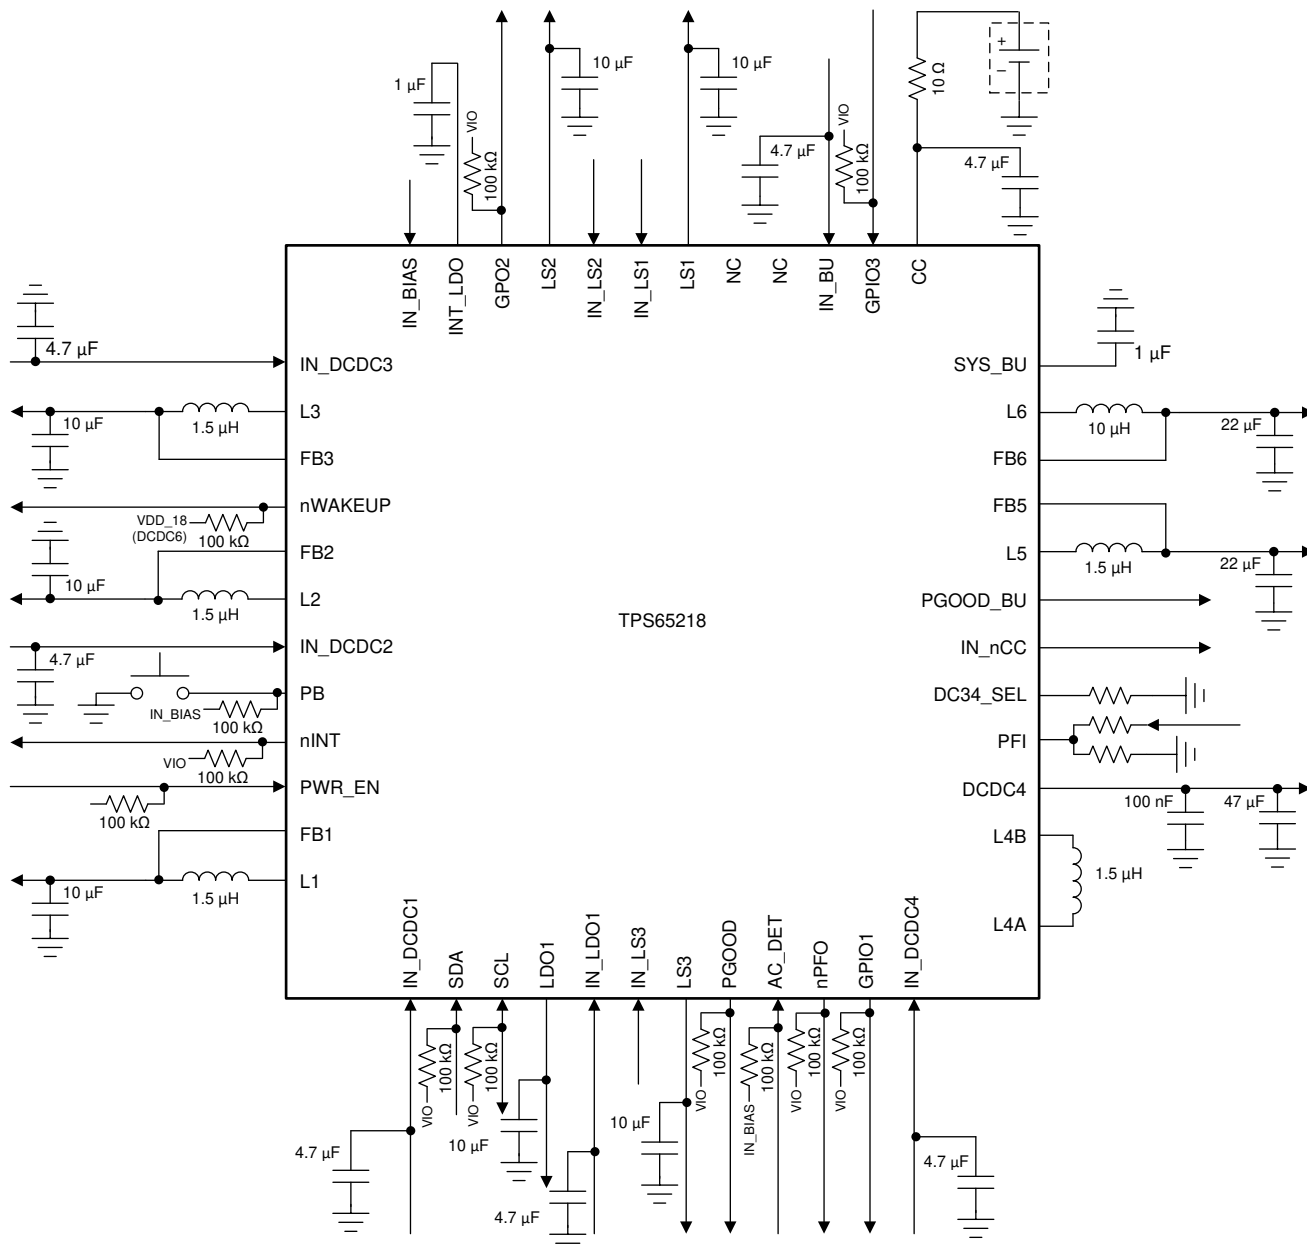 10 µF
10 µF
+
−
10 Ω
1 µF
VIO
100 kΩ
4.7 µF
VIO
100 kΩ
4.7 µF
IN_BIAS
INT_LDO
GPO2
LS2
IN_LS2
IN_LS1
LS1
NC
NC
IN_BU
GPIO3
CC
4.7 µF
IN_DCDC3
SYS_BU
1 µF
10 µF
1.5 µH
L3
L6
10 µH
22 µF
FB3
FB6
nWAKEUP
FB5
VDD_18
(DCDC6)
100 kΩ
FB2
L5
1.5 µH
22 µF
10 µF
1.5 µH
L2
TPS65218
PGOOD_BU
4.7 µF
IN_DCDC2
IN_nCC
PB
DC34_SEL
IN_BIAS
100 kΩ
nINT
PFI
VIO
100 kΩ
PWR_EN
DCDC4
100 kΩ
100 nF
47 µF
FB1
L4B
10 µF
1.5 µH
L1
1.5 µH
L4A
IN_DCDC1
SDA
SCL
LDO1
IN_LDO1
IN_LS3
LS3
PGOOD
AC_DET
nPFO
GPIO1
IN_DCDC4
100 kΩ
VIO
100 kΩ
VIO
100 kΩ
VIO
100 kΩ
IN_BIAS
100 kΩ
VIO
100 kΩ
VIO
4.7 µF
10 µF
4.7 µF
10 µF
4.7 µF